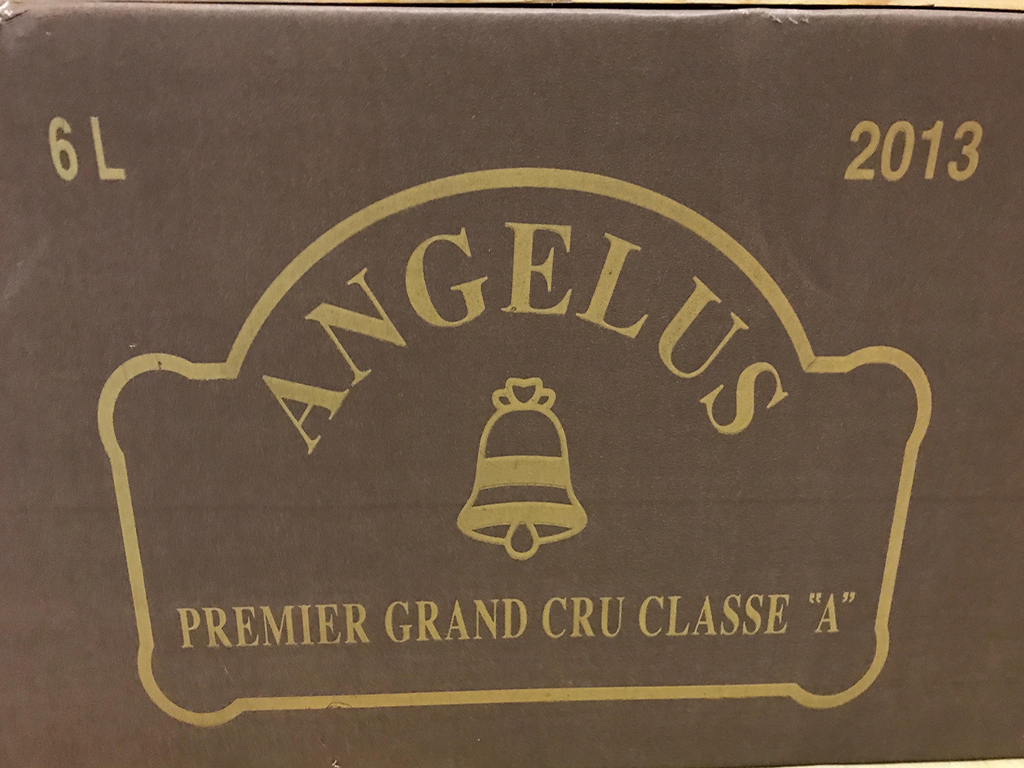 6 L
2013
ANGELUS
PREMIER GRAND CRU CLASSE "A"